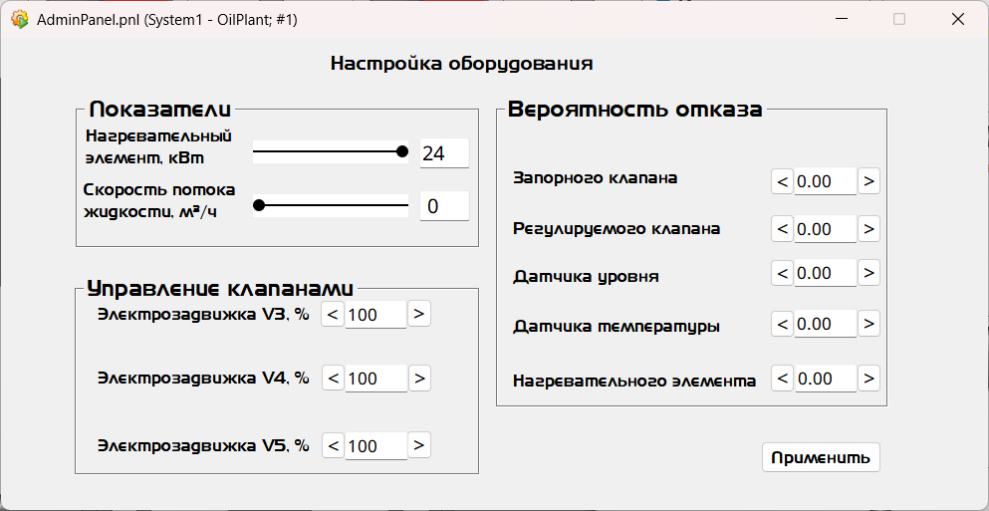 AdminPanel.pnl (System1 - OilPlant; #1)
Настройка оборудования
Показатели
Нагревательный
элемент, кВт
24
Скорость потока
жидкости, м³/ч
0
Управление клапанами
Электрозадвижка V3, % < 100 >
Электрозадвижка V4, % < 100 >
Электрозадвижка V5, % < 100 >
Вероятность отказа
Запорного клапана < 0.00 >
Регулируемого клапана < 0.00 >
Датчика уровня < 0.00 >
Датчика температуры < 0.00 >
Нагревательного элемента < 0.00 >
Применить